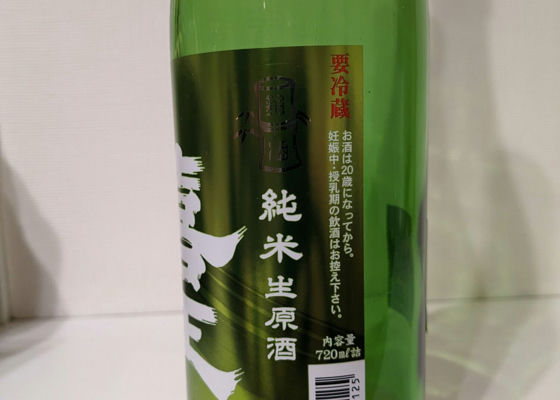 要冷蔵
お酒は20歳になってから。
妊娠中・授乳期の飲酒はお控え下さい。
純米生原酒
内容量
720ml詰
125